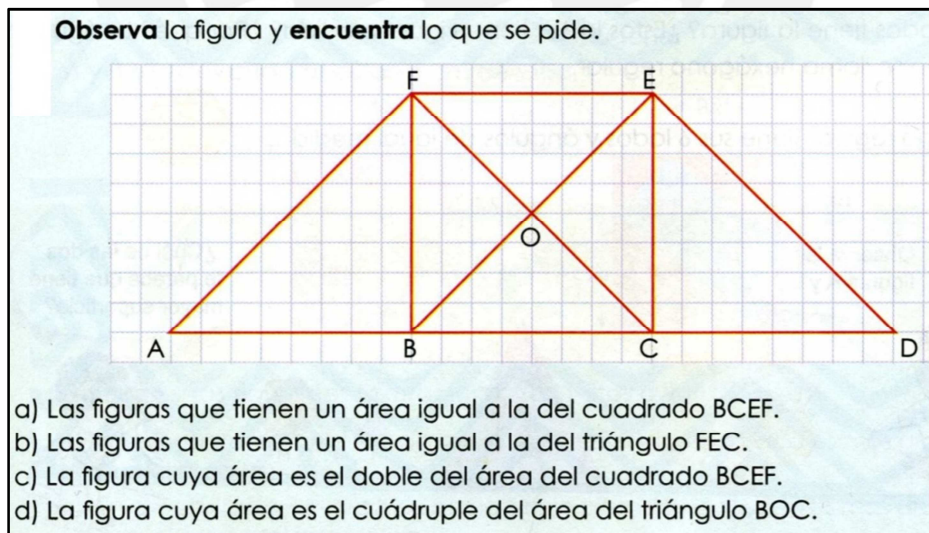 Observa la figura y encuentra lo que se pide.
F E
O
A B C D
a) Las figuras que tienen un área igual a la del cuadrado BCEF.
b) Las figuras que tienen un área igual a la del triángulo FEC.
c) La figura cuya área es el doble del área del cuadrado BCEF.
d) La figura cuya área es el cuádruple del área del triángulo BOC.